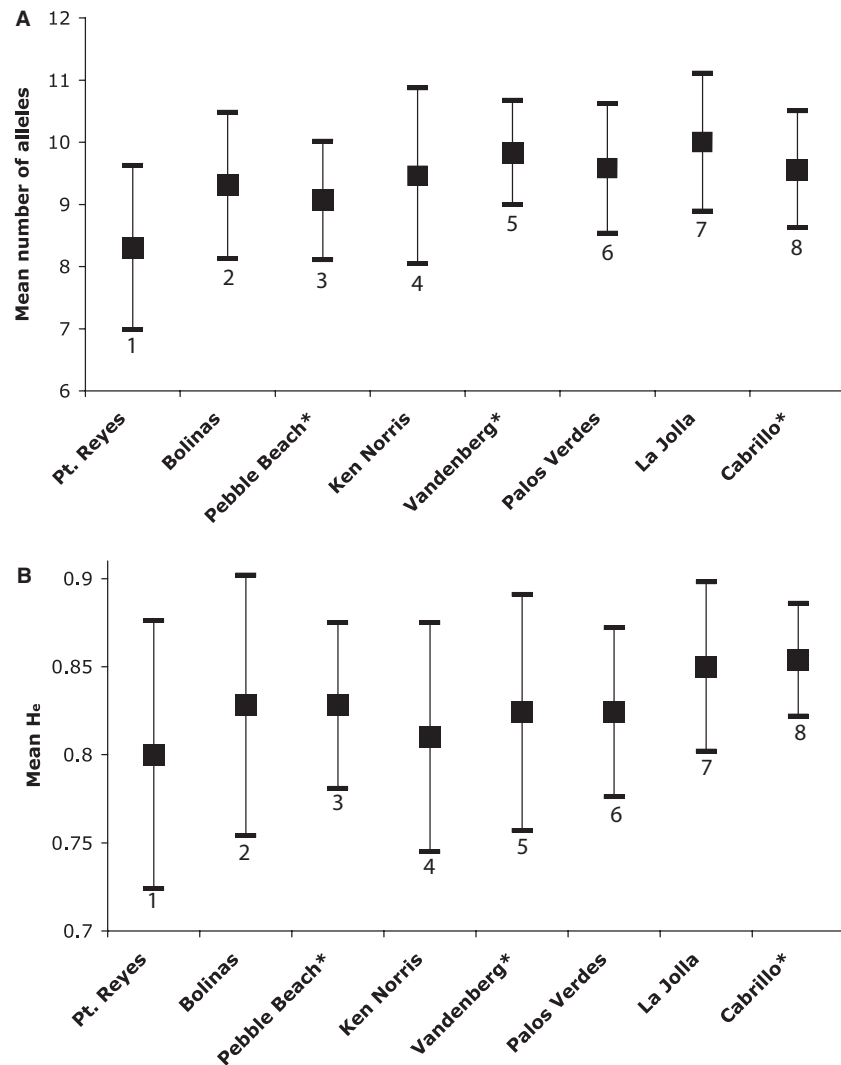 A
12
11
10
9
8
7
6
Mean number of alleles
1
2
3
4
5
6
7
8
Pt. Reyes
Bolinas
Pebble Beach*
Ken Norris
Vandenberg*
Palos Verdes
La Jolla
Cabrillo*
B
0.9
0.85
0.8
0.75
0.7
Mean He
1
2
3
4
5
6
7
8
Pt. Reyes
Bolinas
Pebble Beach*
Ken Norris
Vandenberg*
Palos Verdes
La Jolla
Cabrillo*